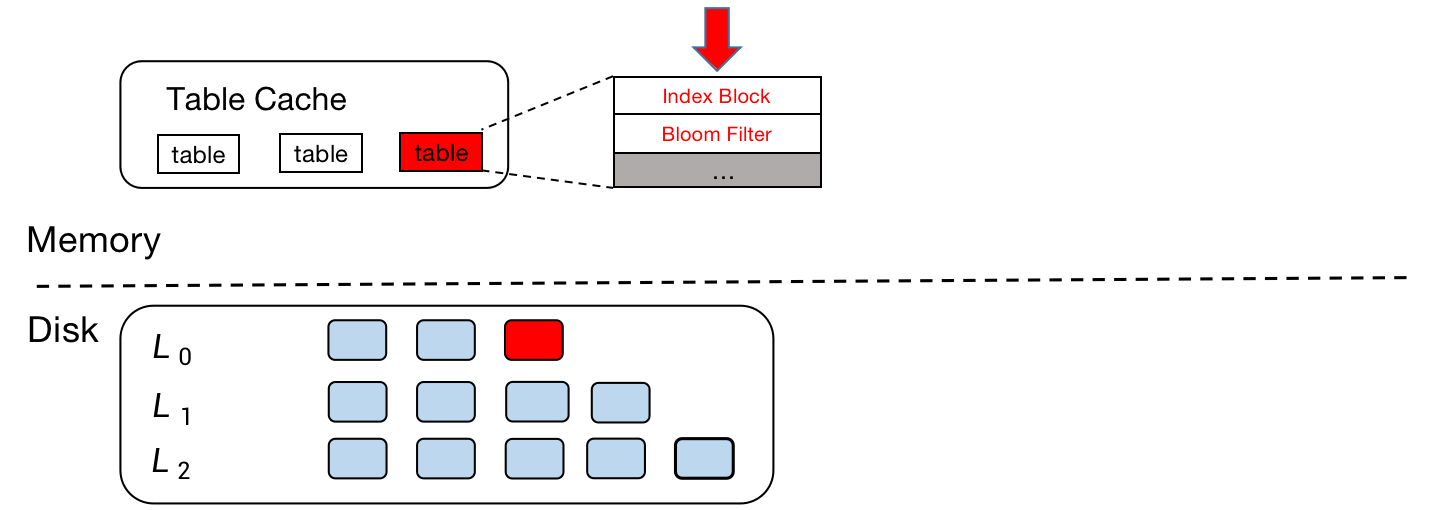 Table Cache
table table table
Index Block
Bloom Filter
...
Memory
Disk
L 0
L 1
L 2